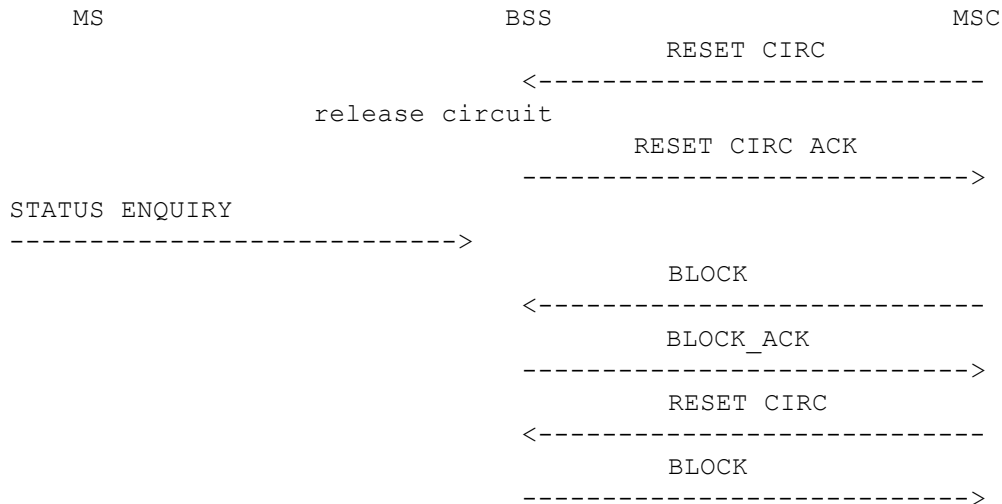 MS BSS MSC
RESET CIRC
<----------------------------
release circuit
RESET CIRC ACK
---------------------------->
STATUS ENQUIRY
---------------------------->
BLOCK
<----------------------------
BLOCK_ACK
---------------------------->
RESET CIRC
<----------------------------
BLOCK
---------------------------->